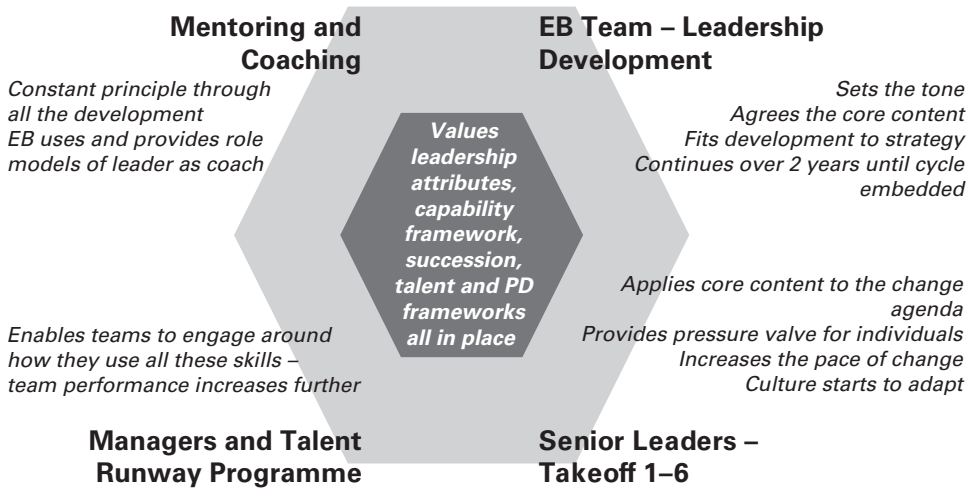 Mentoring and
Coaching
Constant principle through
all the development
EB uses and provides role
models of leader as coach
EB Team – Leadership
Development
Sets the tone
Agrees the core content
Fits development to strategy
Continues over 2 years until cycle
embedded
Values
leadership
attributes,
capability
framework,
succession,
talent and PD
frameworks
all in place
Enables teams to engage around
how they use all these skills –
team performance increases further
Managers and Talent
Runway Programme
Applies core content to the change
agenda
Provides pressure valve for individuals
Increases the pace of change
Culture starts to adapt
Senior Leaders –
Takeoff 1–6